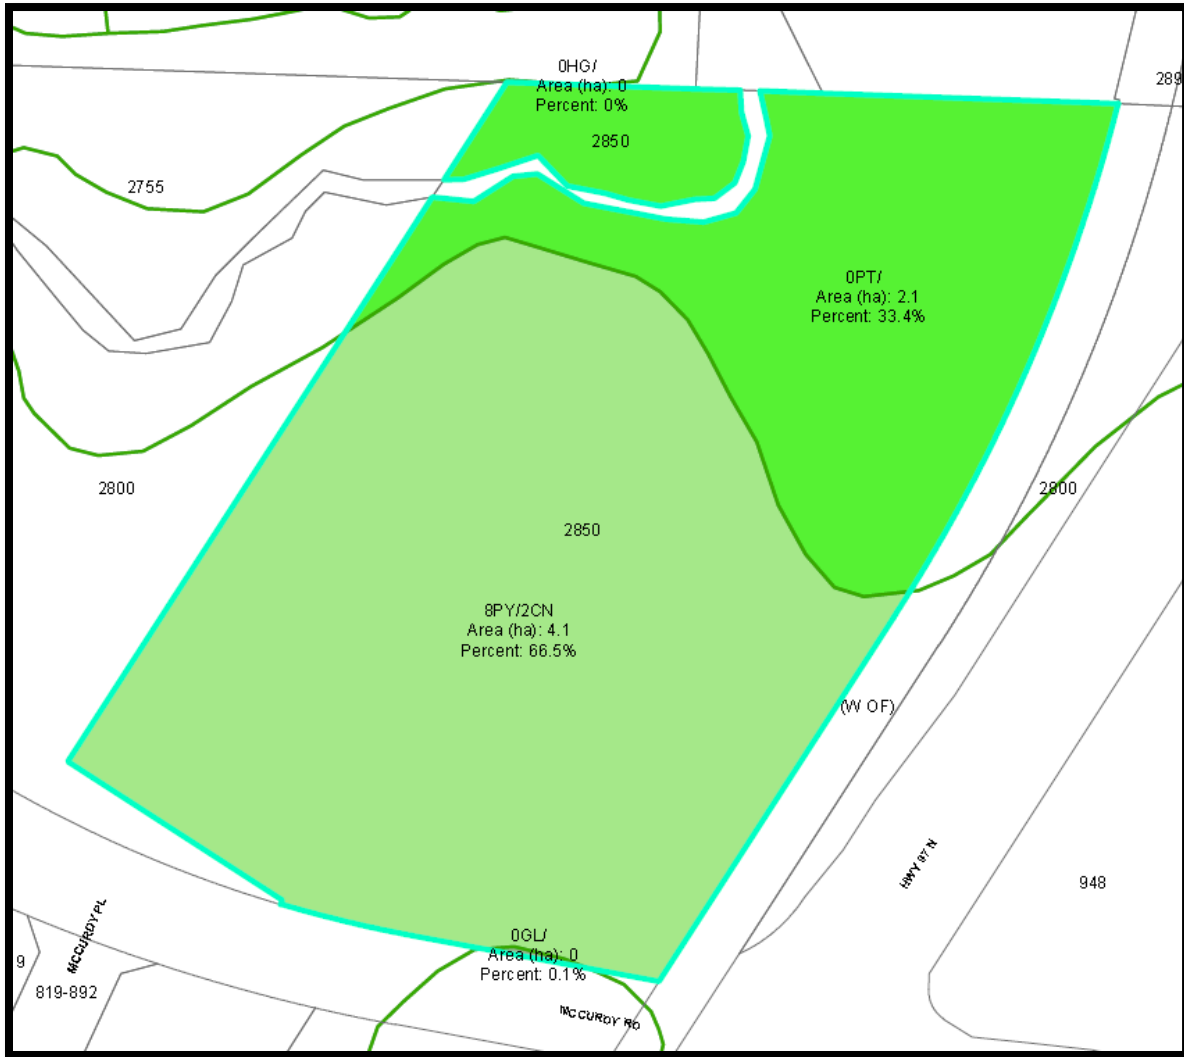 0HG/
Area (ha): 0
Percent: 0%
289
2850
2755
0PT/
Area (ha): 2.1
Percent: 33.4%
2800
2800
2850
8PY/2CN
Area (ha): 4.1
Percent: 66.5%
(W OF)
HWY 97 N
948
MCCURDY PL
0GL/
Area (ha): 0
Percent: 0.1%
9
819-892
MCCURDY RD